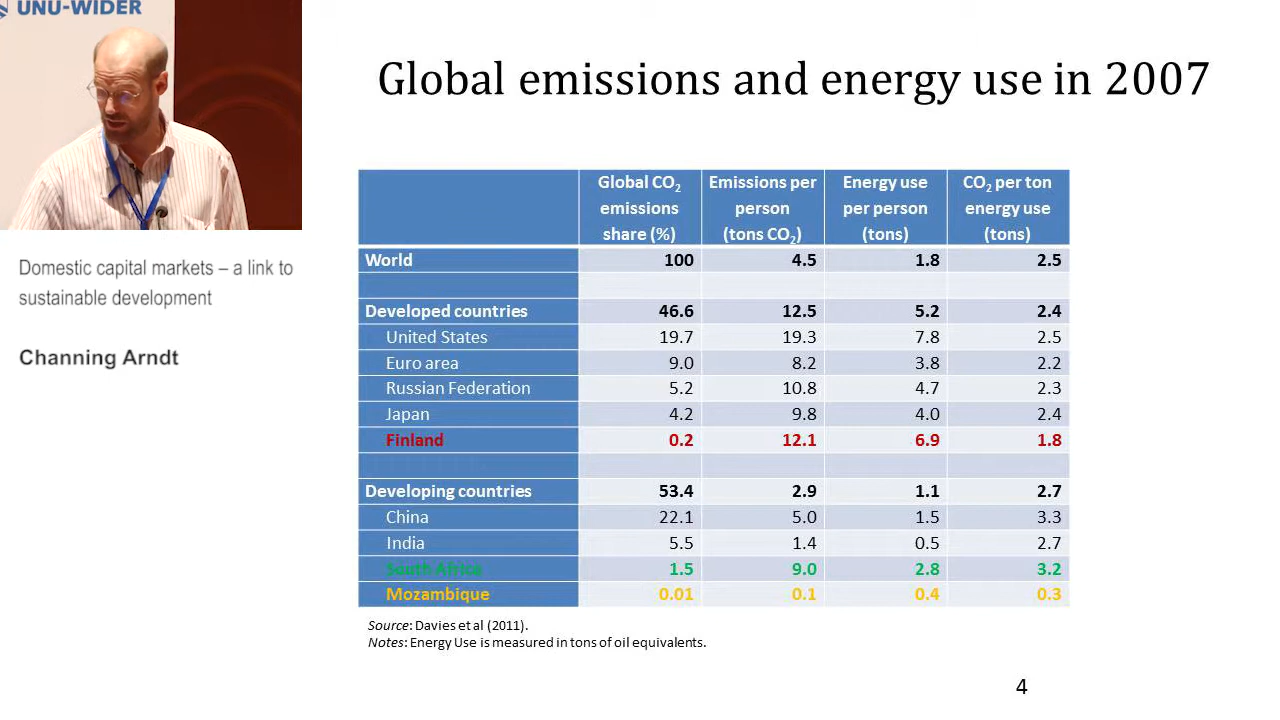 UNU-WIDER
Global emissions and energy use in 2007
Domestic capital markets – a link to
sustainable development
Channing Arndt
Global CO2 emissions share (%) Emissions per person (tons CO2) Energy use per person (tons) CO2 per ton energy use (tons)
World 100 4.5 1.8 2.5
Developed countries 46.6 12.5 5.2 2.4
United States 19.7 19.3 7.8 2.5
Euro area 9.0 8.2 3.8 2.2
Russian Federation 5.2 10.8 4.7 2.3
Japan 4.2 9.8 4.0 2.4
Finland 0.2 12.1 6.9 1.8
Developing countries 53.4 2.9 1.1 2.7
China 22.1 5.0 1.5 3.3
India 5.5 1.4 0.5 2.7
South Africa 1.5 9.0 2.8 3.2
Mozambique 0.01 0.1 0.4 0.3
Source: Davies et al (2011).
Notes: Energy Use is measured in tons of oil equivalents.
4